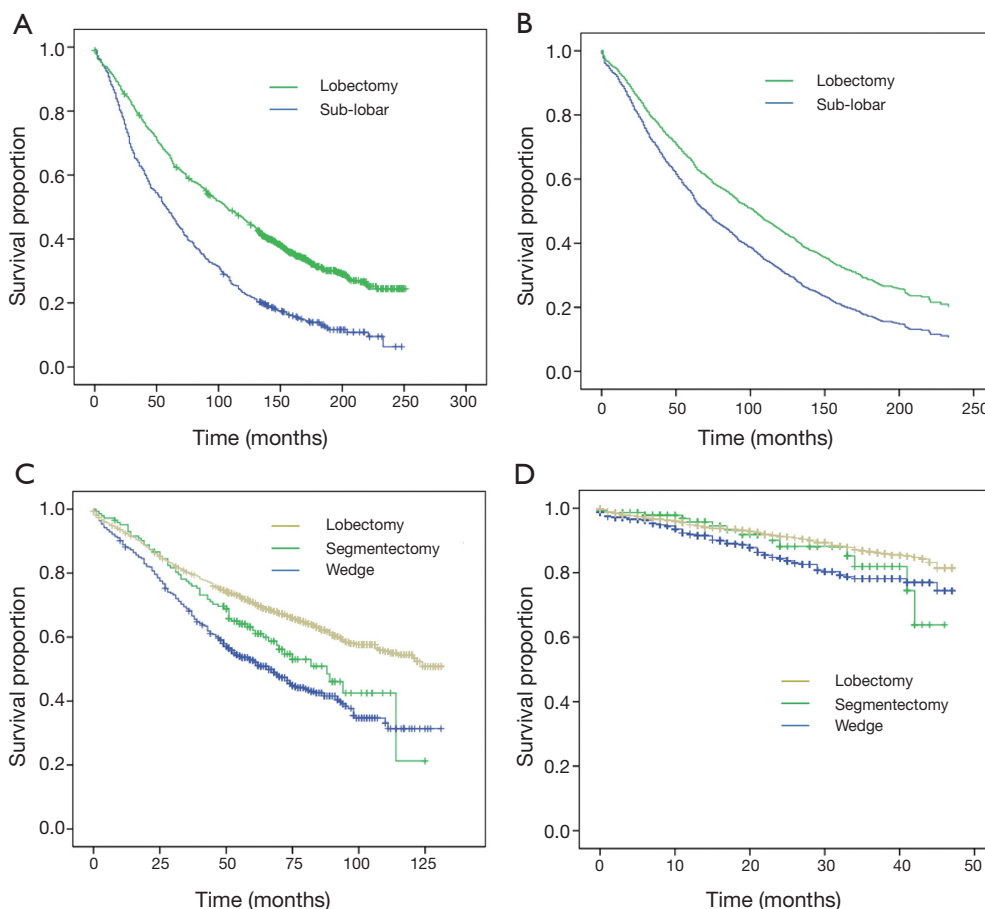 A
1.0
0.8
0.6
0.4
0.2
0.0
Survival proportion
Lobectomy
Sub-lobar
0 50 100 150 200 250 300
Time (months)
B
1.0
0.8
0.6
0.4
0.2
0.0
Survival proportion
Lobectomy
Sub-lobar
0 50 100 150 200 250
Time (months)
C
1.0
0.8
0.6
0.4
0.2
0.0
Survival proportion
Lobectomy
Segmentectomy
Wedge
0 25 50 75 100 125
Time (months)
D
1.0
0.8
0.6
0.4
0.2
0.0
Survival proportion
Lobectomy
Segmentectomy
Wedge
0 10 20 30 40 50
Time (months)